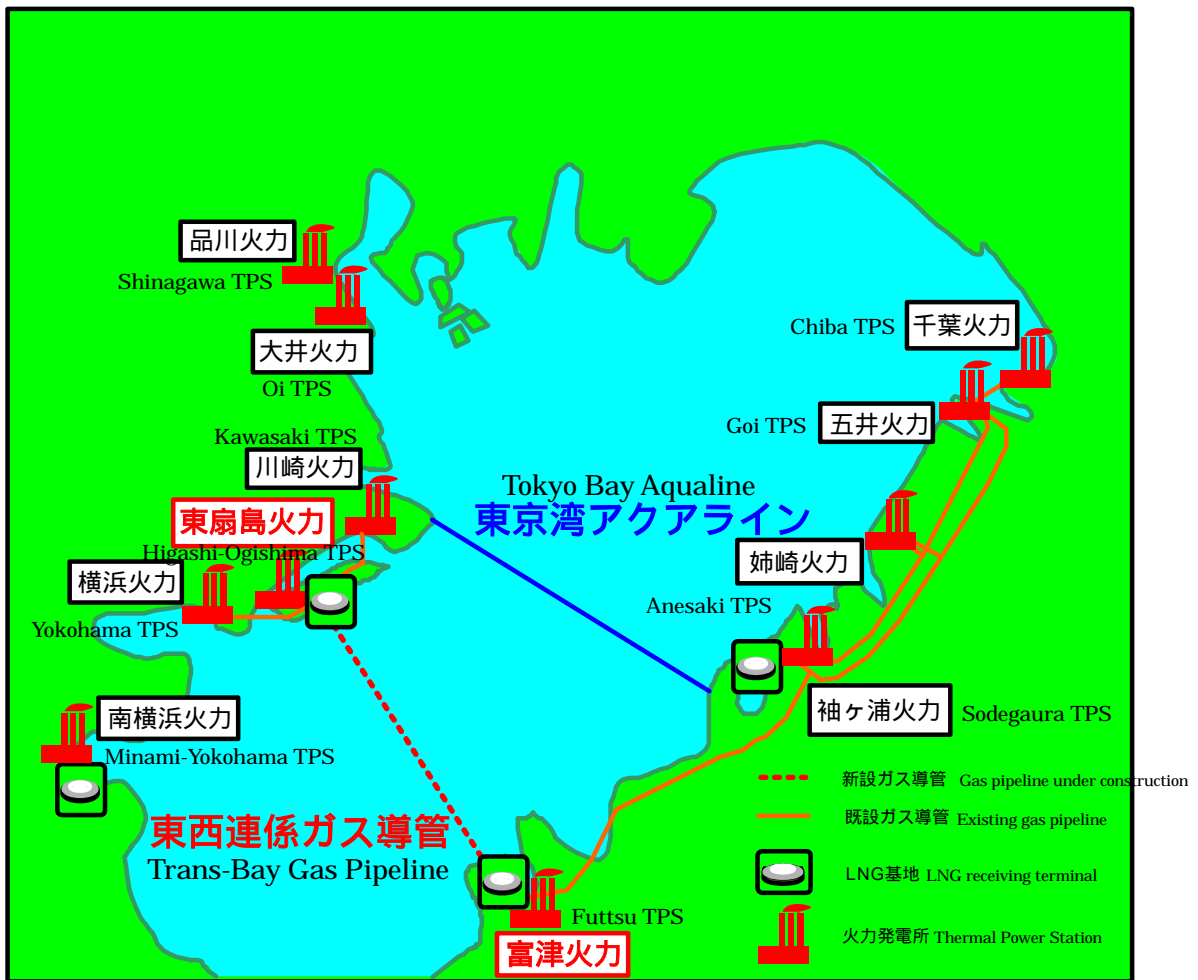 品川火力
Shinagawa TPS
大井火力
Oi TPS
Chiba TPS
千葉火力
Goi TPS
五井火力
Kawasaki TPS
川崎火力
東扇島火力
Higashi-Ogishima TPS
Tokyo Bay Aqualine
東京湾アクアライン
横浜火力
Yokohama TPS
姉崎火力
Anesaki TPS
袖ヶ浦火力
Sodegaura TPS
南横浜火力
Minami-Yokohama TPS
東西連係ガス導管
Trans-Bay Gas Pipeline
Futtsu TPS
富津火力
新設ガス導管 Gas pipeline under construction
既設ガス導管 Existing gas pipeline
LNG基地 LNG receiving terminal
火力発電所 Thermal Power Station